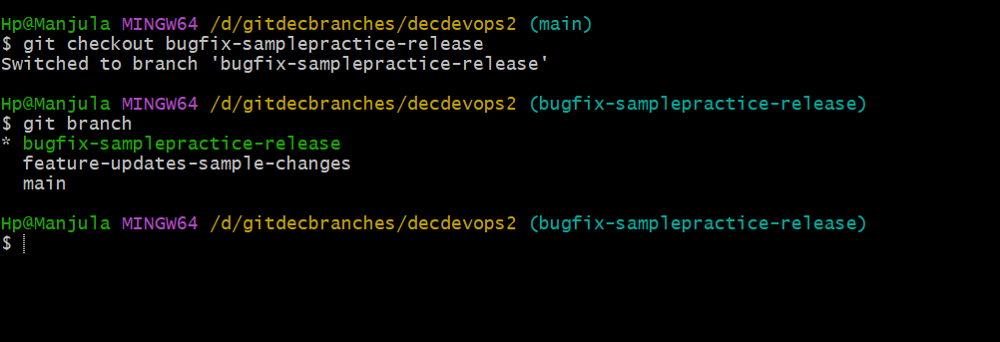 Hp@Manjula MINGW64 /d/gitdecbranches/decdevops2 (main)
$ git checkout bugfix-samplepractice-release
Switched to branch 'bugfix-samplepractice-release'
Hp@Manjula MINGW64 /d/gitdecbranches/decdevops2 (bugfix-samplepractice-release)
$ git branch
* bugfix-samplepractice-release
  feature-updates-sample-changes
  main
Hp@Manjula MINGW64 /d/gitdecbranches/decdevops2 (bugfix-samplepractice-release)
$